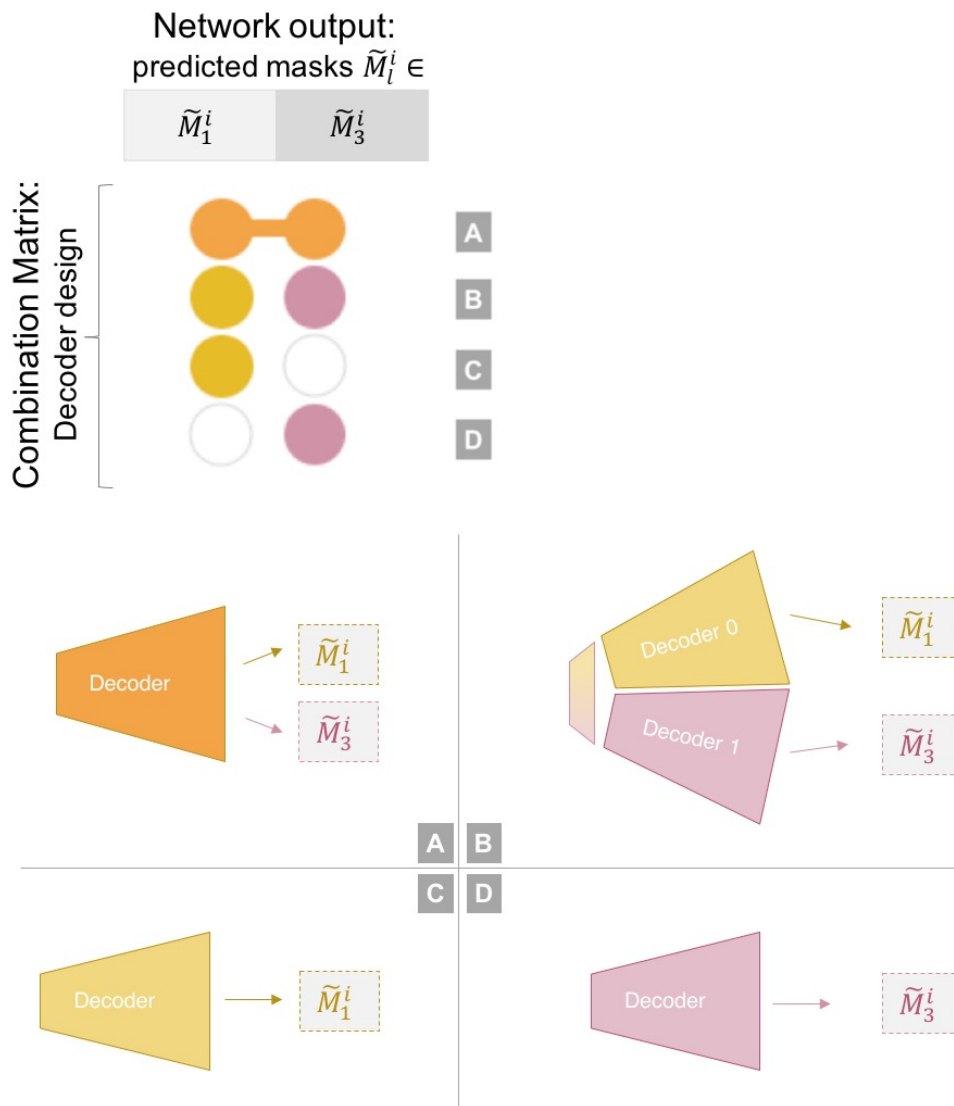 Network output:
predicted masks M̃ᵢˡ ∈
M̃₁ⁱ M̃₃ⁱ
Combination Matrix:
Decoder design
A
B
C
D
Decoder
M̃₁ⁱ
M̃₃ⁱ
Decoder 0
Decoder 1
M̃₁ⁱ
M̃₃ⁱ
A B
C D
Decoder
M̃₁ⁱ
Decoder
M̃₃ⁱ